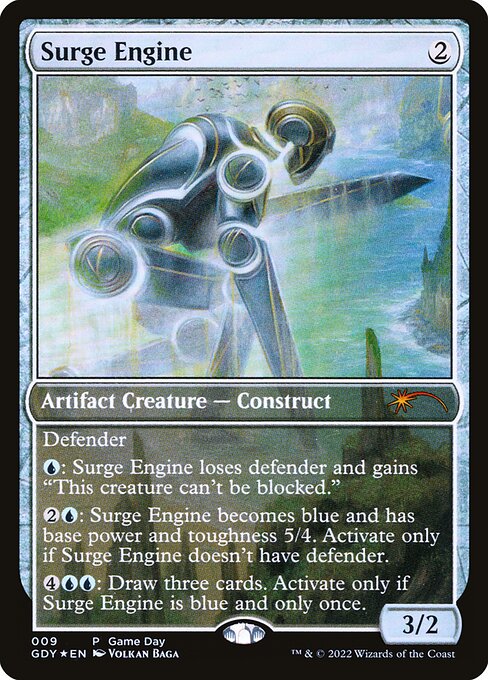 Surge Engine 2
Artifact Creature — Construct
Defender
: Surge Engine loses defender and gains
“This creature can't be blocked.”
2: Surge Engine becomes blue and has
base power and toughness 5/4. Activate only
if Surge Engine doesn't have defender.
4: Draw three cards. Activate only if
Surge Engine is blue and only once.
3/2
009 P Game Day
GDY★EN Volkan Baga
™ & © 2022 Wizards of the Coast